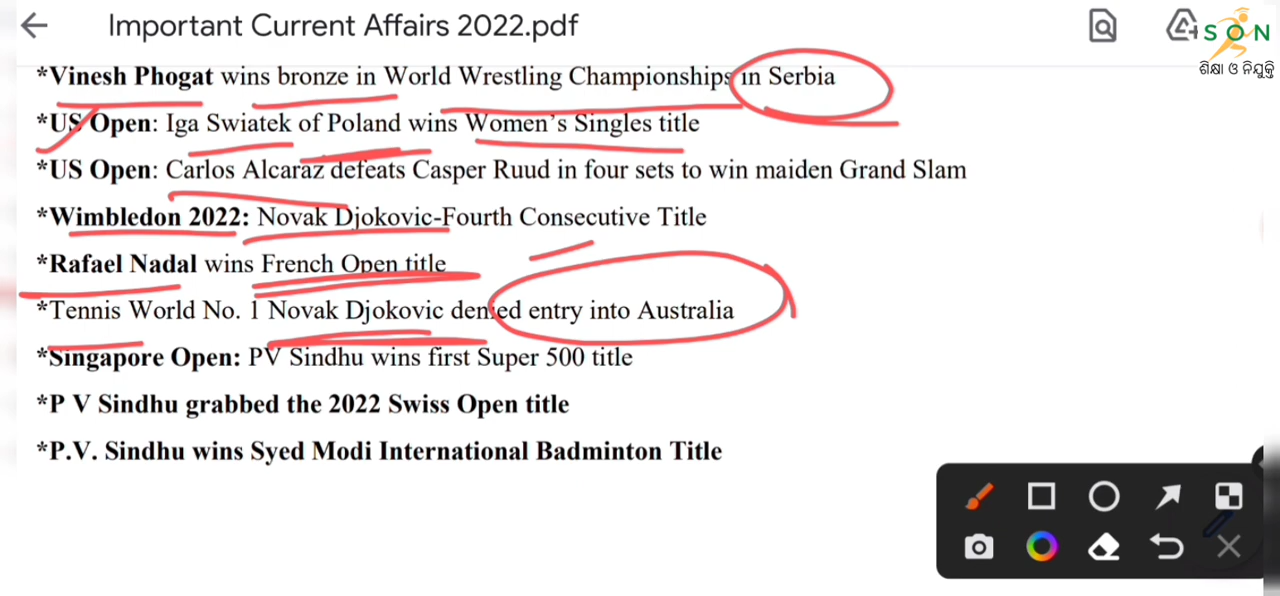 Important Current Affairs 2022.pdf
SON
ଶିକ୍ଷା ଓ ନିଯୁକ୍ତି
*Vinesh Phogat wins bronze in World Wrestling Championships in Serbia
*US Open: Iga Swiatek of Poland wins Women's Singles title
*US Open: Carlos Alcaraz defeats Casper Ruud in four sets to win maiden Grand Slam
*Wimbledon 2022: Novak Djokovic-Fourth Consecutive Title
*Rafael Nadal wins French Open title
*Tennis World No. 1 Novak Djokovic denied entry into Australia
*Singapore Open: PV Sindhu wins first Super 500 title
*P V Sindhu grabbed the 2022 Swiss Open title
*P.V. Sindhu wins Syed Modi International Badminton Title